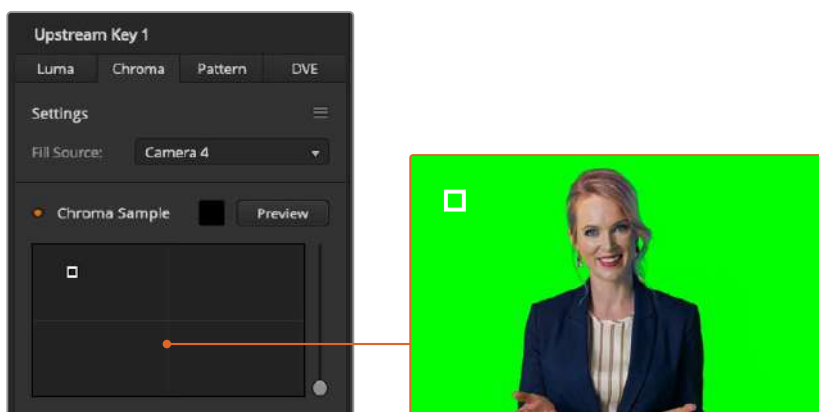 Upstream Key 1
Luma Chroma Pattern DVE
Settings
Fill Source: Camera 4
Chroma Sample Preview